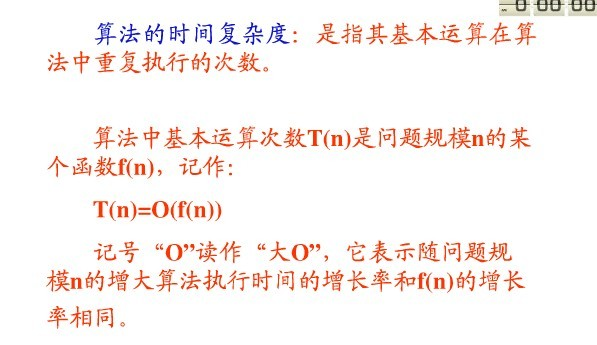 算法的时间复杂度：是指其基本运算在算
法中重复执行的次数。
算法中基本运算次数T(n)是问题规模n的某
个函数f(n)，记作：
T(n)=O(f(n))
记号“O”读作“大O”，它表示随问题规
模n的增大算法执行时间的增长率和f(n)的增长
率相同。